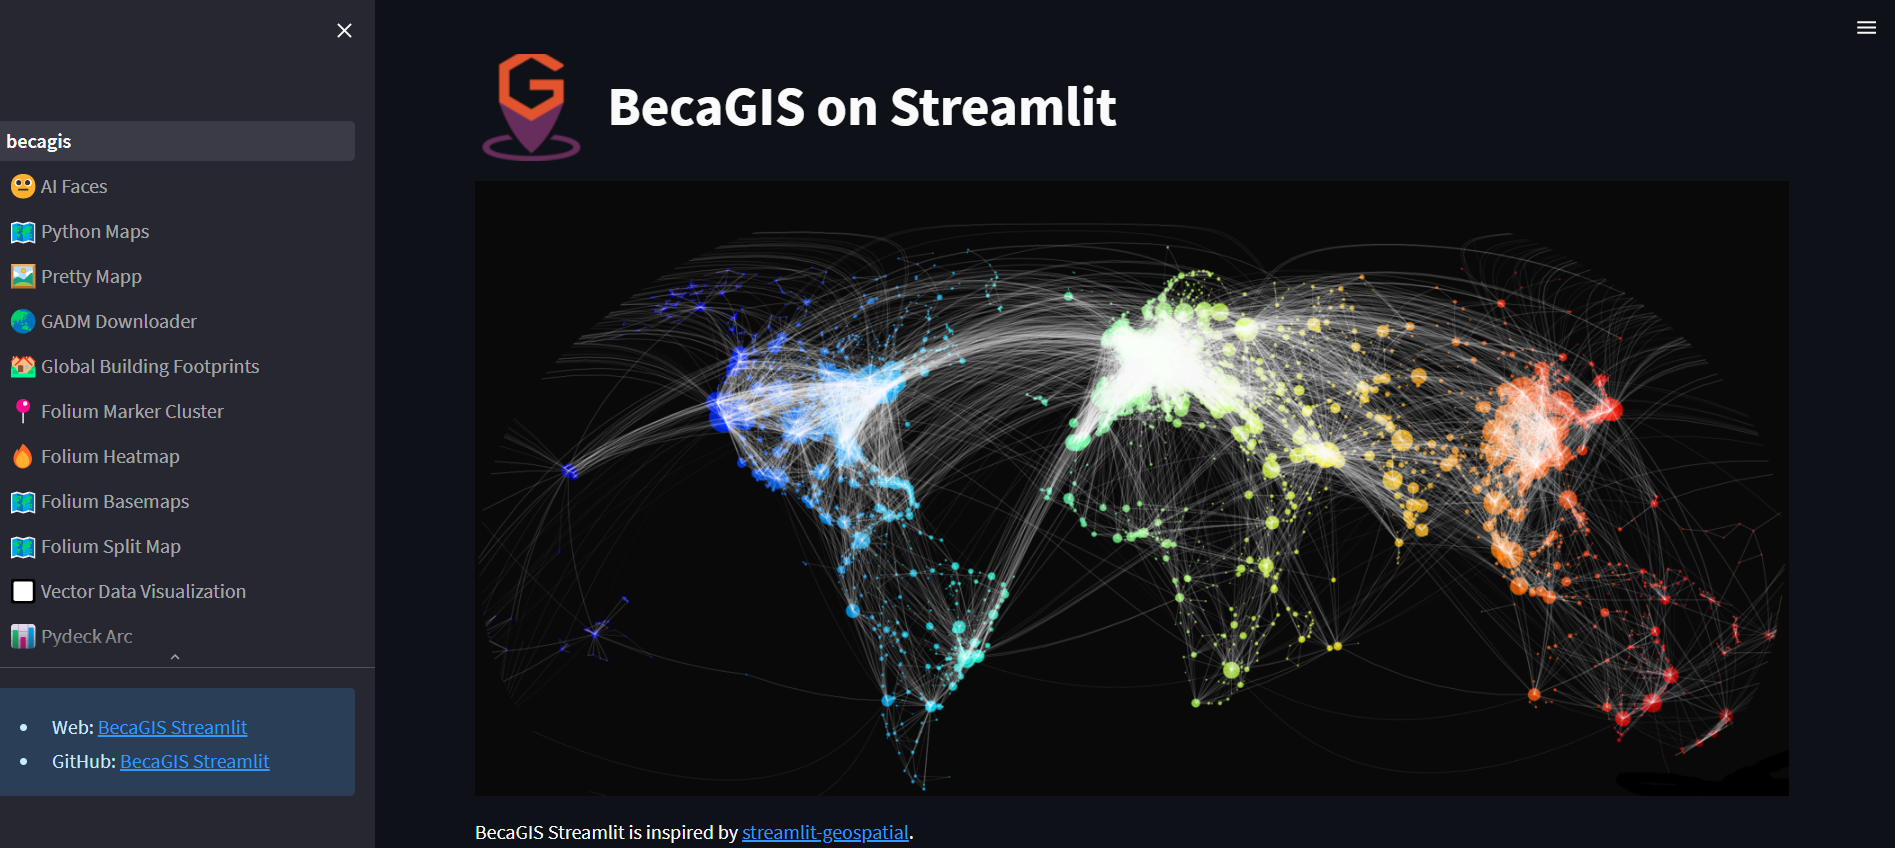 becagis
AI Faces
Python Maps
Pretty Mapp
GADM Downloader
Global Building Footprints
Folium Marker Cluster
Folium Heatmap
Folium Basemaps
Folium Split Map
Vector Data Visualization
Pydeck Arc
Web: BecaGIS Streamlit
GitHub: BecaGIS Streamlit
BecaGIS on Streamlit
BecaGIS Streamlit is inspired by streamlit-geospatial.